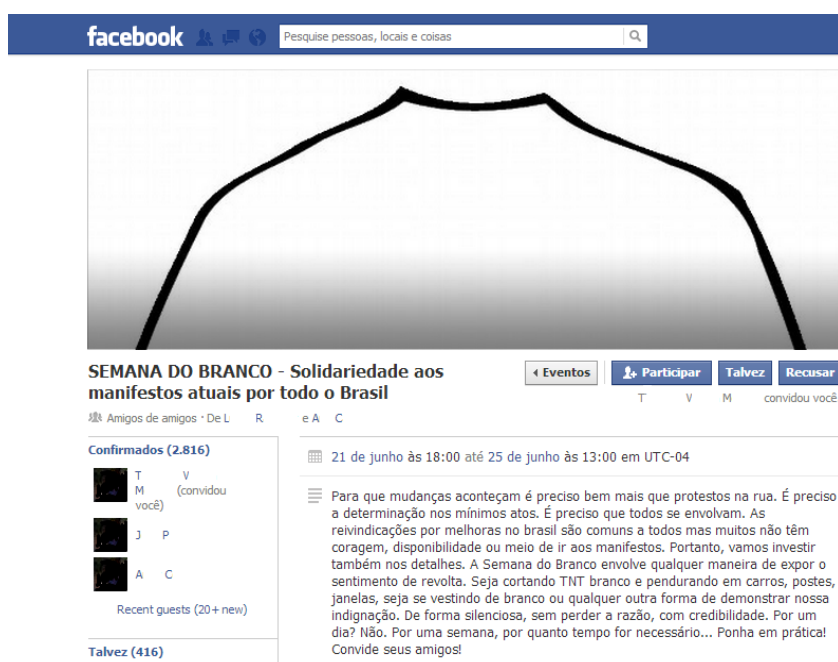 facebook
Pesquise pessoas, locais e coisas
SEMANA DO BRANCO - Solidariedade aos
manifestos atuais por todo o Brasil
Eventos
Participar
Talvez
Recusar
T V M convidou você
Amigos de amigos · De L R e A C
Confirmados (2.816)
T V
M (convidou
você)
J P
A C
Recent guests (20+ new)
Talvez (416)
21 de junho às 18:00 até 25 de junho às 13:00 em UTC-04
Para que mudanças aconteçam é preciso bem mais que protestos na rua. É preciso
a determinação nos mínimos atos. É preciso que todos se envolvam. As
reivindicações por melhoras no brasil são comuns a todos mas muitos não têm
coragem, disponibilidade ou meio de ir aos manifestos. Portanto, vamos investir
também nos detalhes. A Semana do Branco envolve qualquer maneira de expor o
sentimento de revolta. Seja cortando TNT branco e pendurando em carros, postes,
janelas, seja se vestindo de branco ou qualquer outra forma de demonstrar nossa
indignação. De forma silenciosa, sem perder a razão, com credibilidade. Por um
dia? Não. Por uma semana, por quanto tempo for necessário... Ponha em prática!
Convide seus amigos!